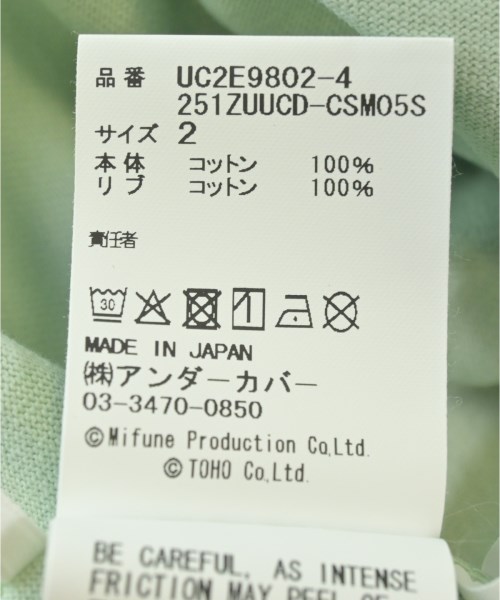 品番 UC2E9802-4
251ZUUCD-CSM05S
サイズ 2
本体 コットン 100%
リブ コットン 100%
責任者
30
MADE IN JAPAN
㈱アンダーカバー
03-3470-0850
©Mifune Production Co,Ltd.
©TOHO Co,Ltd.
BE CAREFUL, AS INTENSE
FRICTION MAY PEEL